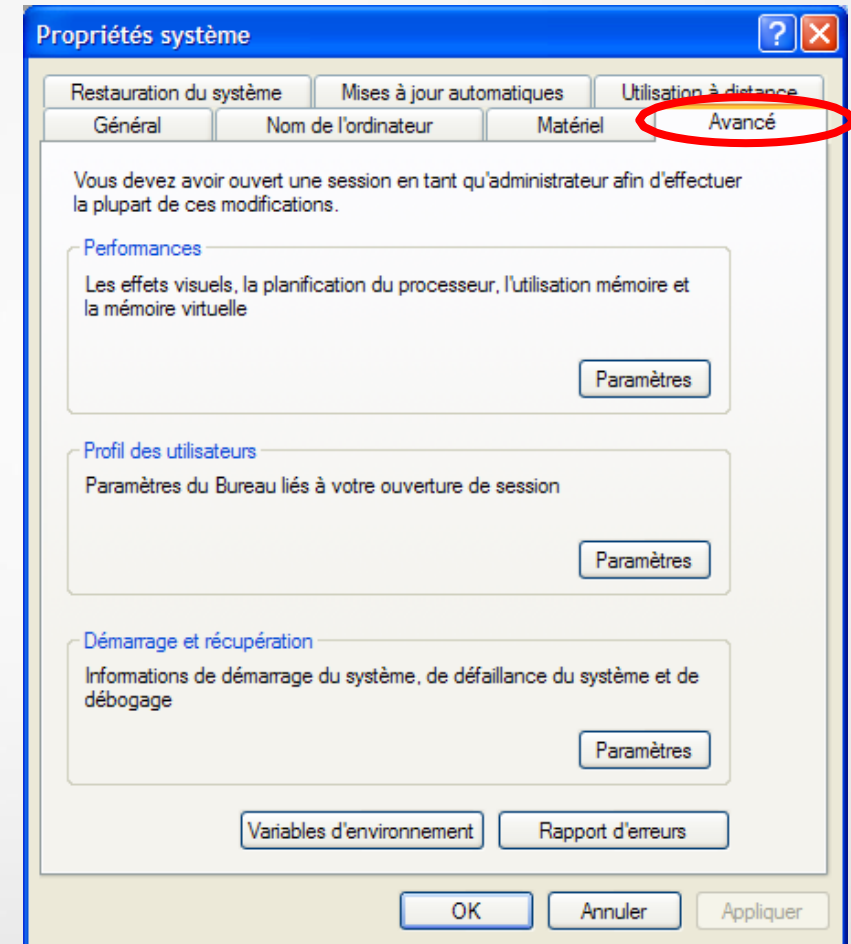 Propriétés système
Restauration du système Mises à jour automatiques Utilisation à distance
Général Nom de l'ordinateur Matériel Avancé
Vous devez avoir ouvert une session en tant qu'administrateur afin d'effectuer
la plupart de ces modifications.
Performances
Les effets visuels, la planification du processeur, l'utilisation mémoire et
la mémoire virtuelle
Paramètres
Profil des utilisateurs
Paramètres du Bureau liés à votre ouverture de session
Paramètres
Démarrage et récupération
Informations de démarrage du système, de défaillance du système et de
débogage
Paramètres
Variables d'environnement Rapport d'erreurs
OK Annuler Appliquer